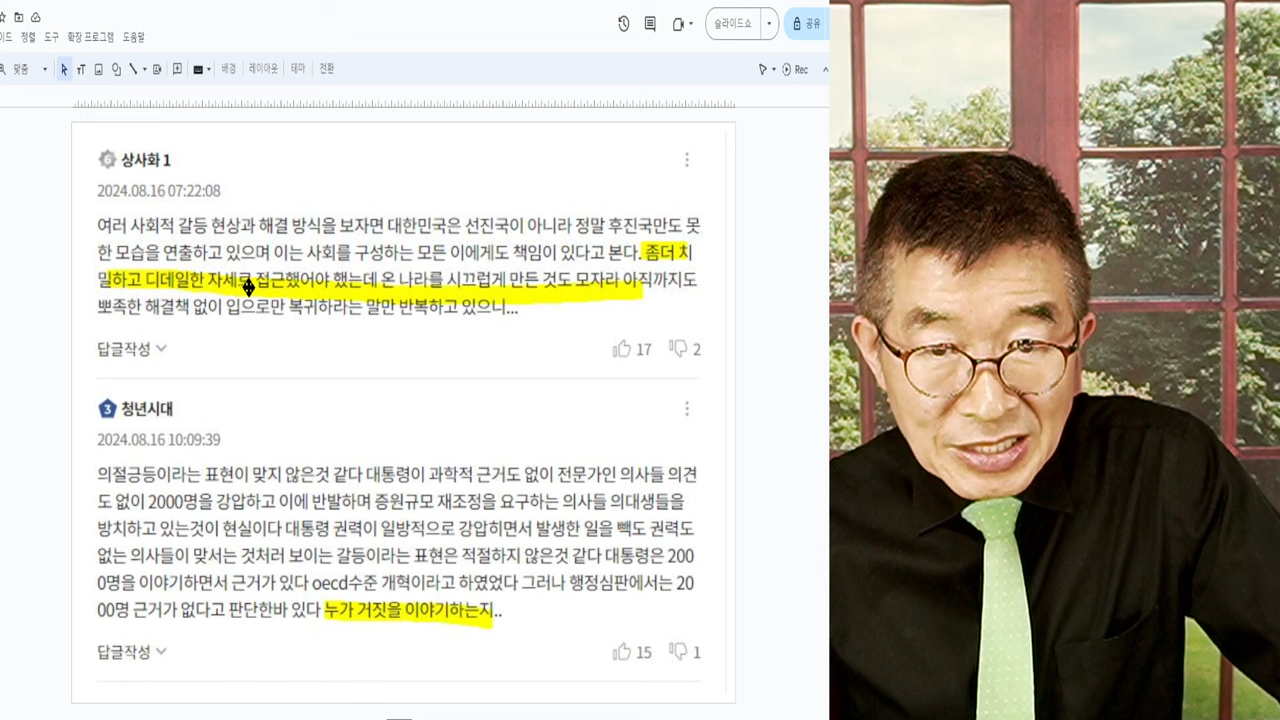 이드 정렬 도구 확장 프로그램 도움말
슬라이드쇼
공유
맞춤
배경 레이아웃 테마 전환
Rec
6 상사화 1
2024.08.16 07:22:08
여러 사회적 갈등 현상과 해결 방식을 보자면 대한민국은 선진국이 아니라 정말 후진국만도 못
한 모습을 연출하고 있으며 이는 사회를 구성하는 모든 이에게도 책임이 있다고 본다. 좀더 치
밀하고 디데일한 자세로 접근했어야 했는데 온 나라를 시끄럽게 만든 것도 모자라 아직까지도
뽀족한 해결책 없이 입으로만 복귀하라는 말만 반복하고 있으니...
답글작성
17 2
3 청년시대
2024.08.16 10:09:39
의절긍등이라는 표현이 맞지 않은것 같다 대통령이 과학적 근거도 없이 전문가인 의사들 의견
도 없이 2000명을 강압하고 이에 반발하며 증원규모 재조정을 요구하는 의사들 의대생들을
방치하고 있는것이 현실이다 대통령 권력이 일방적으로 강압히면서 발생한 일을 빽도 권력도
없는 의사들이 맞서는 것처러 보이는 갈등이라는 표현은 적절하지 않은것 같다 대통령은 200
0명을 이야기하면서 근거가 있다 oecd수준 개혁이라고 하였었다 그러나 행정심판에서는 20
00명 근거가 없다고 판단한바 있다 누가 거짓을 이야기하는지..
답글작성
15 1